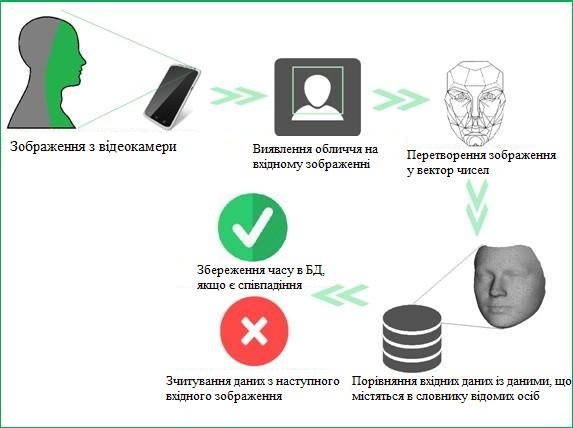 Зображення з відеокамери
Виявлення обличчя на
вхідному зображенні
Перетворення зображення
у вектор чисел
Збереження часу в БД,
якщо є співпадіння
Зчитування даних з наступного
вхідного зображення
Порівняння вхідних даних із даними, що
містяться в словнику відомих осіб